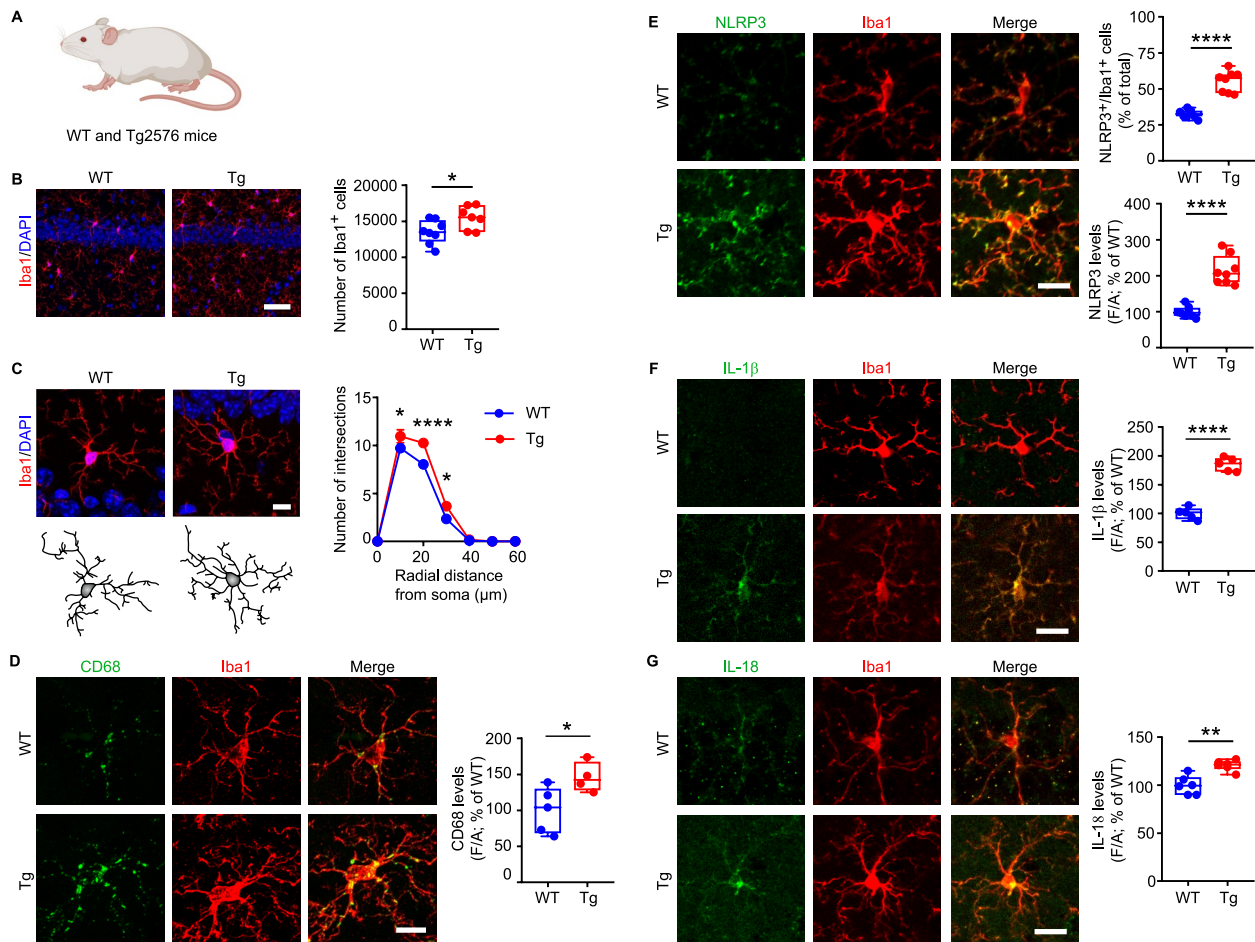 A
WT and Tg2576 mice
B
WT
Tg
Iba1/DAPI
Number of Iba1+ cells
20000
15000
10000
5000
0
*
WT
Tg
C
WT
Tg
Iba1/DAPI
Number of intersections
15
10
5
0
*
****
*
WT
Tg
0
20
40
60
Radial distance
from soma (µm)
D
CD68
Iba1
Merge
WT
Tg
CD68 levels
(F/A; % of WT)
200
150
100
50
0
*
WT
Tg
E
NLRP3
Iba1
Merge
WT
Tg
NLRP3+/Iba1+ cells
(% of total)
100
75
50
25
0
****
WT
Tg
NLRP3 levels
(F/A; % of WT)
400
300
200
100
0
****
WT
Tg
F
IL-1β
Iba1
Merge
WT
Tg
IL-1β levels
(F/A; % of WT)
250
200
150
100
50
0
****
WT
Tg
G
IL-18
Iba1
Merge
WT
Tg
IL-18 levels
(F/A; % of WT)
150
100
50
0
**
WT
Tg